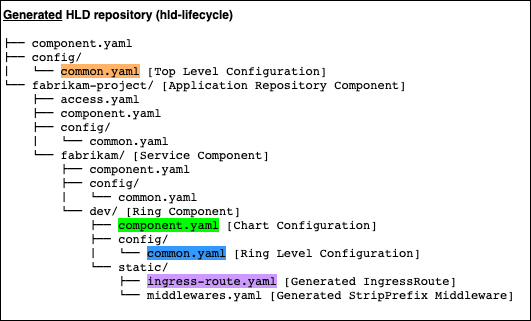 Generated HLD repository (hld-lifecycle)
├── component.yaml
├── config/
│   └── common.yaml [Top Level Configuration]
└── fabrikam-project/ [Application Repository Component]
    ├── access.yaml
    ├── component.yaml
    ├── config/
    │   └── common.yaml
    └── fabrikam/ [Service Component]
        ├── component.yaml
        ├── config/
        │   └── common.yaml
        └── dev/ [Ring Component]
            ├── component.yaml [Chart Configuration]
            ├── config/
            │   └── common.yaml [Ring Level Configuration]
            └── static/
                ├── ingress-route.yaml [Generated IngressRoute]
                └── middlewares.yaml [Generated StripPrefix Middleware]